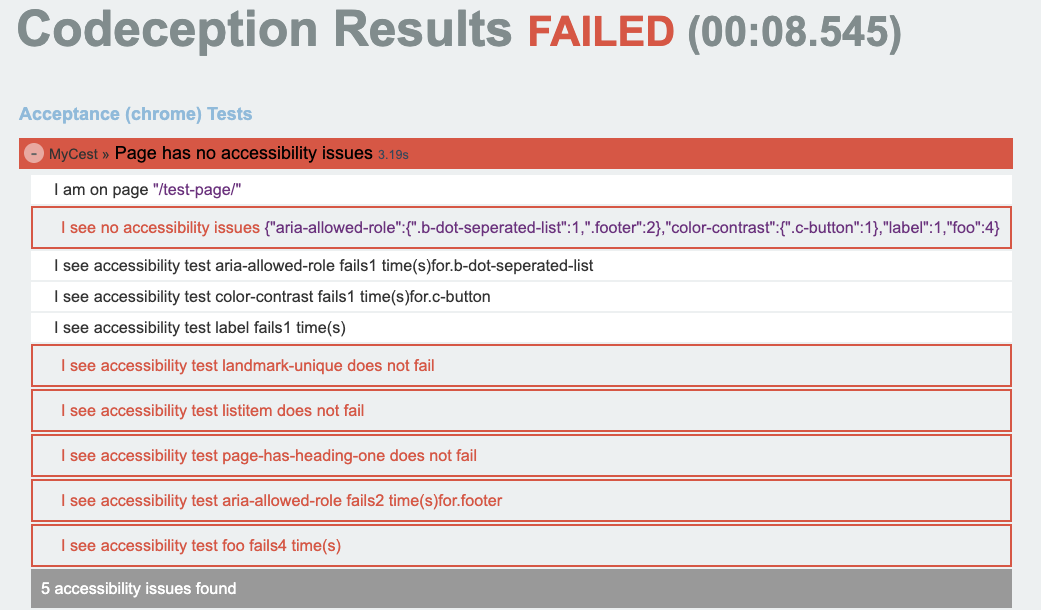 Codeception Results FAILED (00:08.545)
Acceptance (chrome) Tests
- MyCest » Page has no accessibility issues 3.19s
I am on page "/test-page/"
I see no accessibility issues {"aria-allowed-role":{".b-dot-seperated-list":1,".footer":2},"color-contrast":{".c-button":1},"label":1,"foo":4}
I see accessibility test aria-allowed-role fails1 time(s)for.b-dot-seperated-list
I see accessibility test color-contrast fails1 time(s)for.c-button
I see accessibility test label fails1 time(s)
I see accessibility test landmark-unique does not fail
I see accessibility test listitem does not fail
I see accessibility test page-has-heading-one does not fail
I see accessibility test aria-allowed-role fails2 time(s)for.footer
I see accessibility test foo fails4 time(s)
5 accessibility issues found